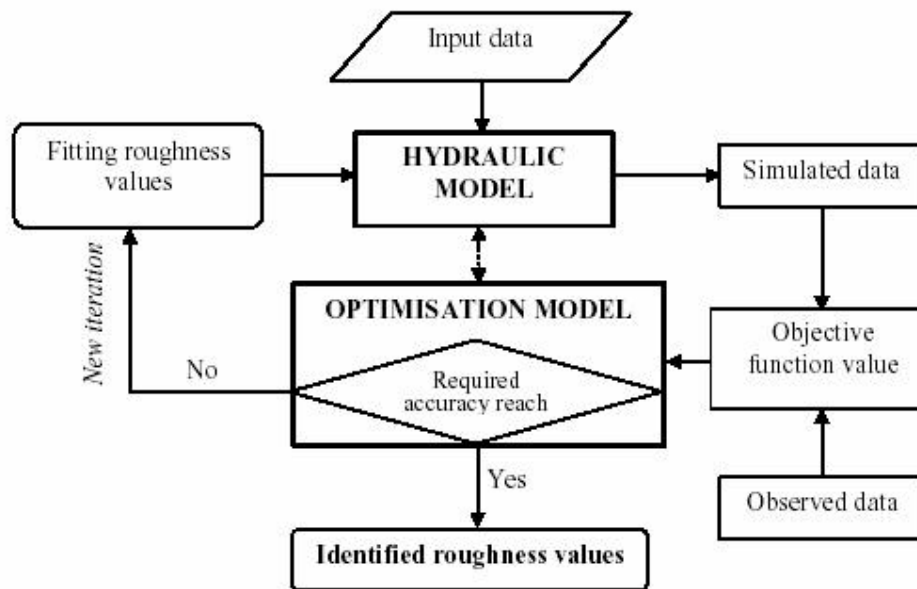 Input data
Fitting roughness
values
HYDRAULIC
MODEL
Simulated data
New iteration
OPTIMISATION MODEL
Objective
function value
No
Required
accuracy reach
Yes
Observed data
Identified roughness values